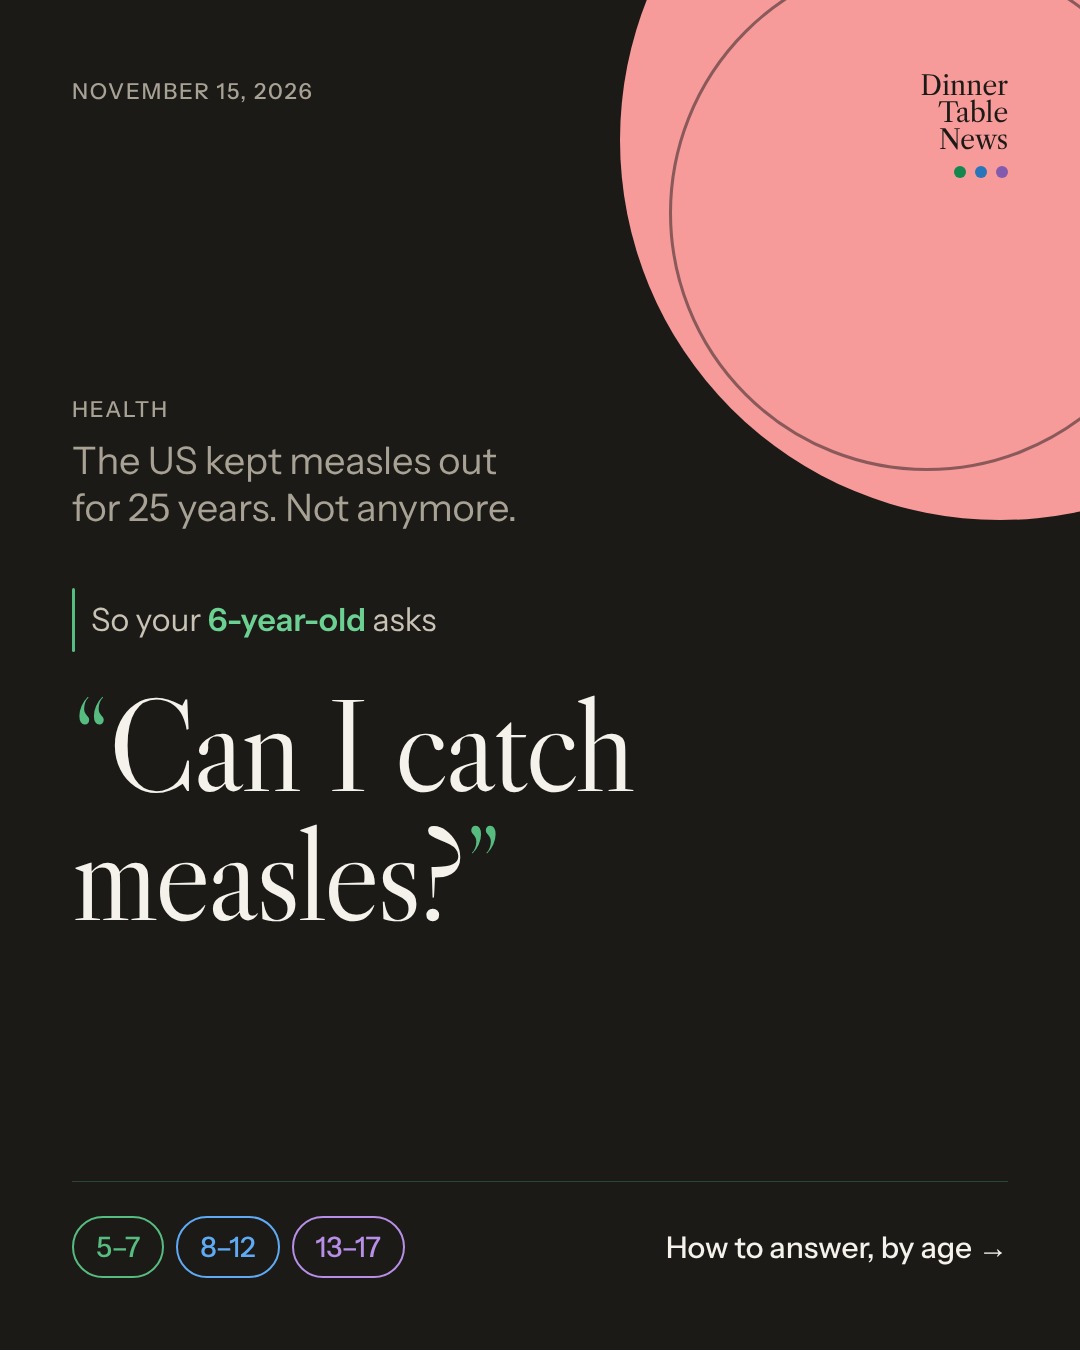 NOVEMBER 15, 2026
Dinner
Table
News
HEALTH
The US kept measles out
for 25 years. Not anymore.
So your 6-year-old asks
“Can I catch
measles?”
5–7
8–12
13–17
How to answer, by age →